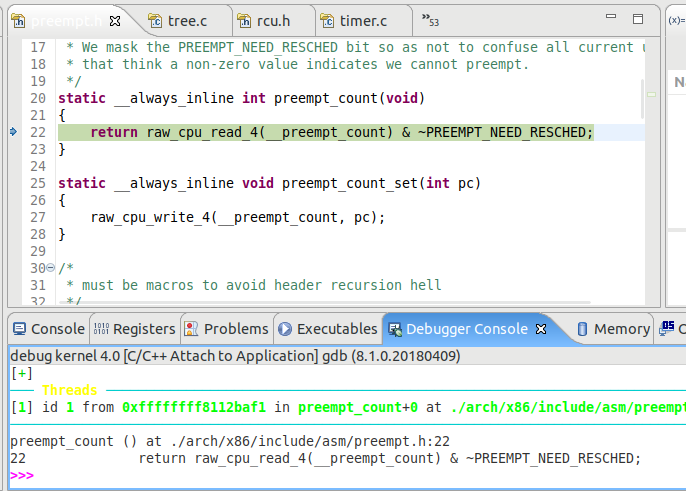 preempt.h tree.c rcu.h timer.c »53
(x)=
17 * We mask the PREEMPT_NEED_RESCHED bit so as not to confuse all current
18 * that think a non-zero value indicates we cannot preempt.
19 */
20 static __always_inline int preempt_count(void)
21 {
22 return raw_cpu_read_4(__preempt_count) & ~PREEMPT_NEED_RESCHED;
23 }
24
25 static __always_inline void preempt_count_set(int pc)
26 {
27 raw_cpu_write_4(__preempt_count, pc);
28 }
29
30 /*
31 * must be macros to avoid header recursion hell
32 */
Console Registers Problems Executables Debugger Console Memory
debug kernel 4.0 [C/C++ Attach to Application] gdb (8.1.0.20180409)
[+]
Threads
[1] id 1 from 0xffffffff8112baf1 in preempt_count+0 at ./arch/x86/include/asm/preempt
preempt_count () at ./arch/x86/include/asm/preempt.h:22
22 return raw_cpu_read_4(__preempt_count) & ~PREEMPT_NEED_RESCHED;
>>>